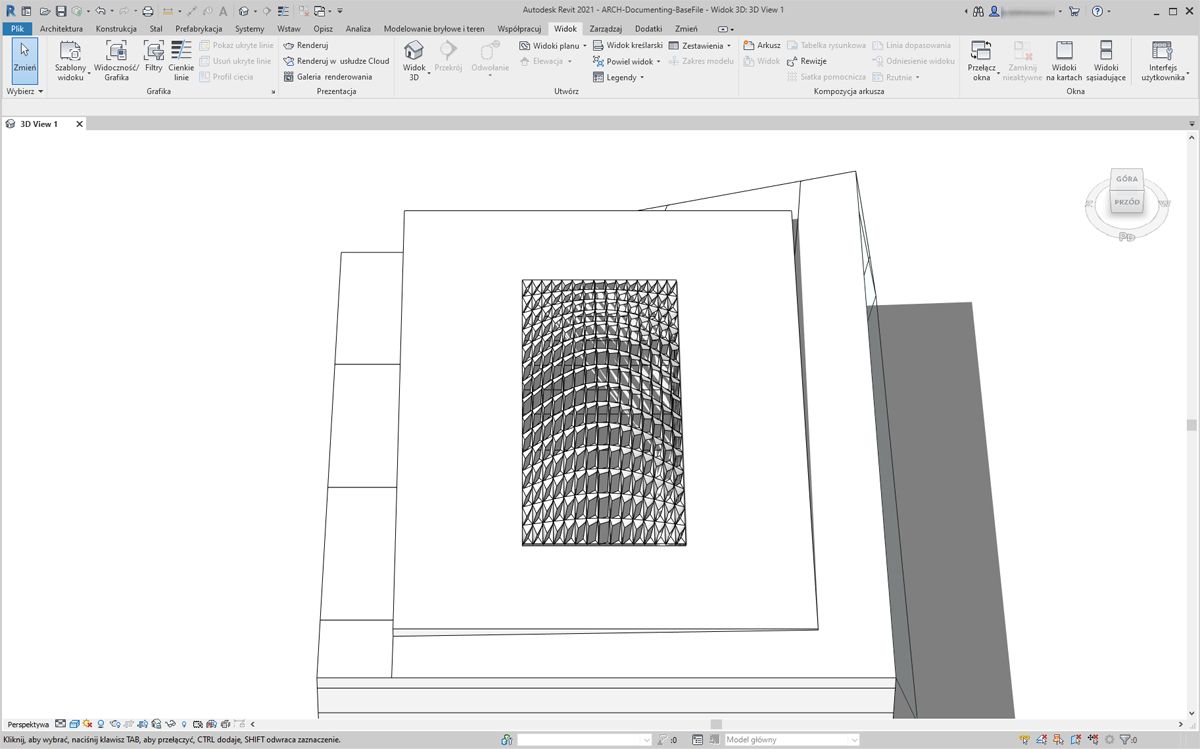 Autodesk Revit 2021 - ARCH-Documenting-BaseFile - Widok 3D: 3D View 1
Plik Architektura Konstrukcja Stal Prefabrykacja Systemy Wstaw Opisz Analiza Modelowanie bryłowe i teren Współpracuj Widok Zarządzaj Dodatki Zmień
Zmień
Wybierz
Szablony widoku
Widoczność/ Grafika
Filtry
Cienkie linie
Pokaż ukryte linie
Usuń ukryte linie
Profil cięcia
Grafika
Renderuj
Renderuj w usłudze Cloud
Galeria renderowania
Prezentacja
Widok 3D
Przekrój
Odwołanie
Widoki planu
Elewacja
Widok kreślarski
Powiel widok
Legendy
Zestawienia
Zakres modelu
Utwórz
Arkusz
Widok
Tabelka rysunkowa
Rewizje
Siatka pomocnicza
Linia dopasowania
Odniesienie widoku
Rzutnie
Kompozycja arkusza
Przełącz okna
Zamknij nieaktywne
Widoki na kartach
Widoki sąsiadujące
Okna
Interfejs użytkownika
3D View 1
GÓRA
PRZÓD
PD
Perspektywa
Kliknij, aby wybrać, naciśnij klawisz TAB, aby przełączyć, CTRL dodaje, SHIFT odwraca zaznaczenie.
:0
Model główny
:0